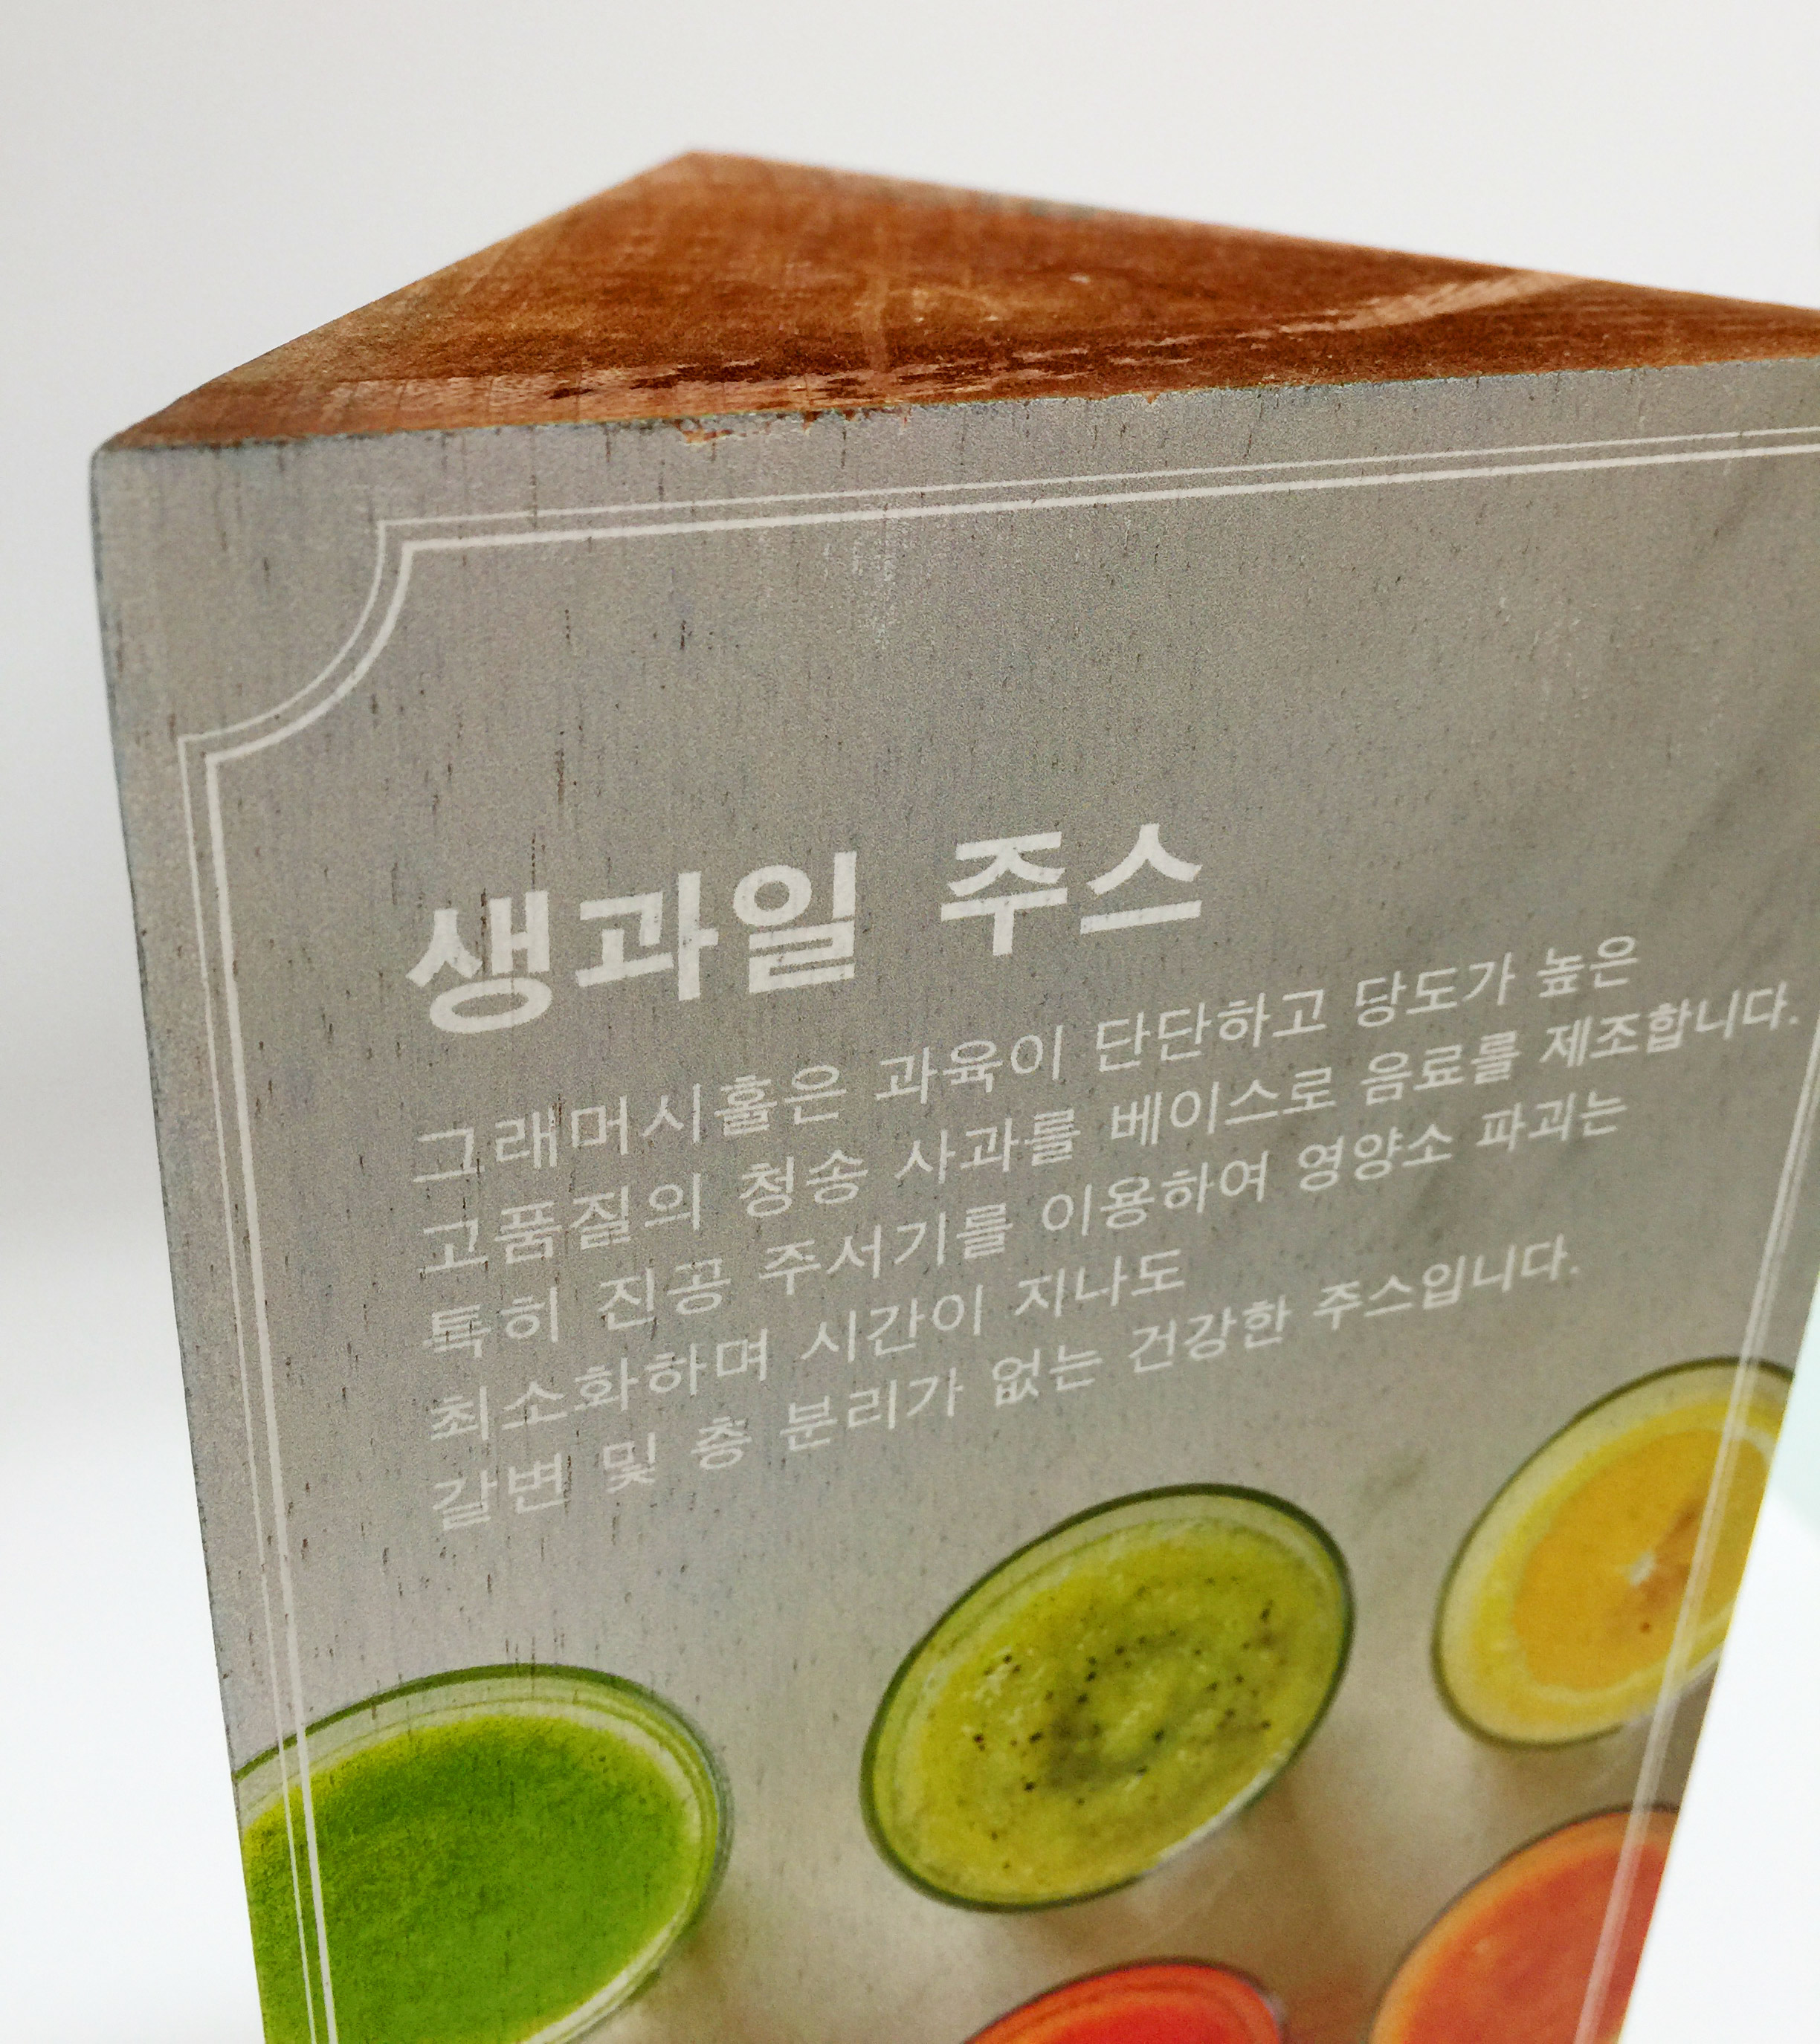 생과일 주스
그래머시홀은 과육이 단단하고 당도가 높은
고품질의 청송 사과를 베이스로 음료를 제조합니다.
특히 진공 주서기를 이용하여 영양소 파괴는
최소화하며 시간이 지나도
갈변 및 층 분리가 없는 건강한 주스입니다.